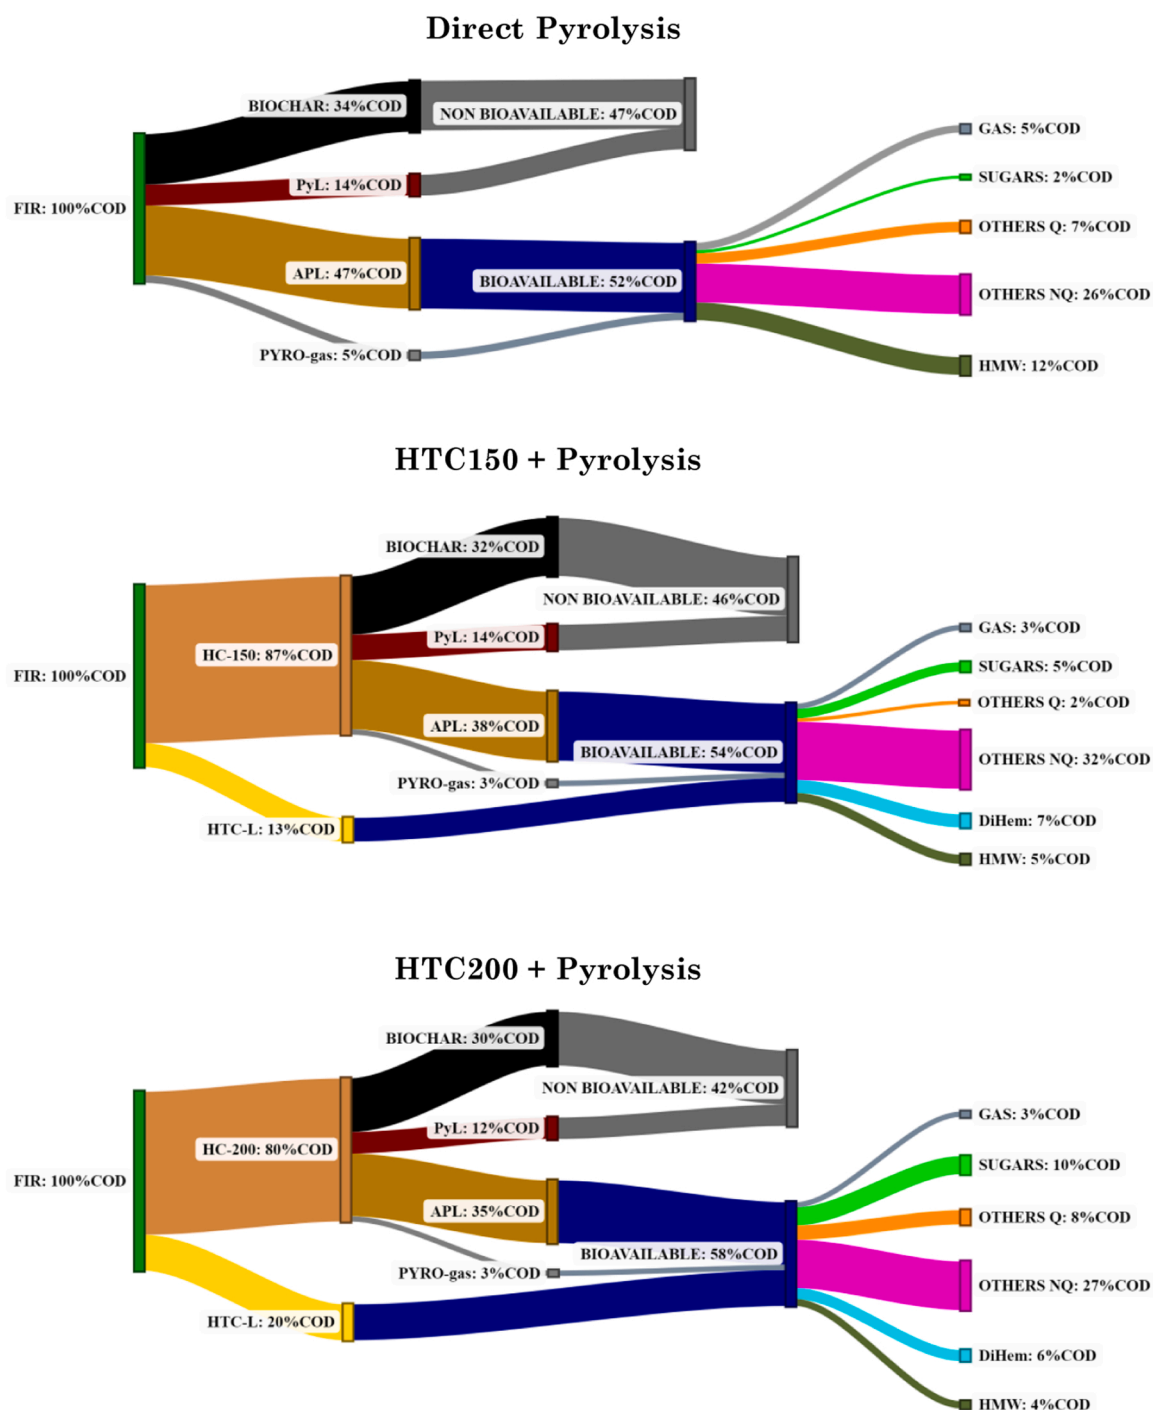 Direct Pyrolysis
BIOCHAR: 34%COD
NON BIOAVAILABLE: 47%COD
GAS: 5%COD
SUGARS: 2%COD
PyL: 14%COD
FIR: 100%COD
OTHERS Q: 7%COD
APL: 47%COD
BIOAVAILABLE: 52%COD
OTHERS NQ: 26%COD
PYRO-gas: 5%COD
HMW: 12%COD
HTC150 + Pyrolysis
BIOCHAR: 32%COD
NON BIOAVAILABLE: 46%COD
GAS: 3%COD
PyL: 14%COD
HC-150: 87%COD
SUGARS: 5%COD
FIR: 100%COD
OTHERS Q: 2%COD
APL: 38%COD
BIOAVAILABLE: 54%COD
OTHERS NQ: 32%COD
PYRO-gas: 3%COD
DiHem: 7%COD
HTC-L: 13%COD
HMW: 5%COD
HTC200 + Pyrolysis
BIOCHAR: 30%COD
NON BIOAVAILABLE: 42%COD
GAS: 3%COD
PyL: 12%COD
HC-200: 80%COD
SUGARS: 10%COD
FIR: 100%COD
APL: 35%COD
OTHERS Q: 8%COD
BIOAVAILABLE: 58%COD
PYRO-gas: 3%COD
OTHERS NQ: 27%COD
HTC-L: 20%COD
DiHem: 6%COD
HMW: 4%COD